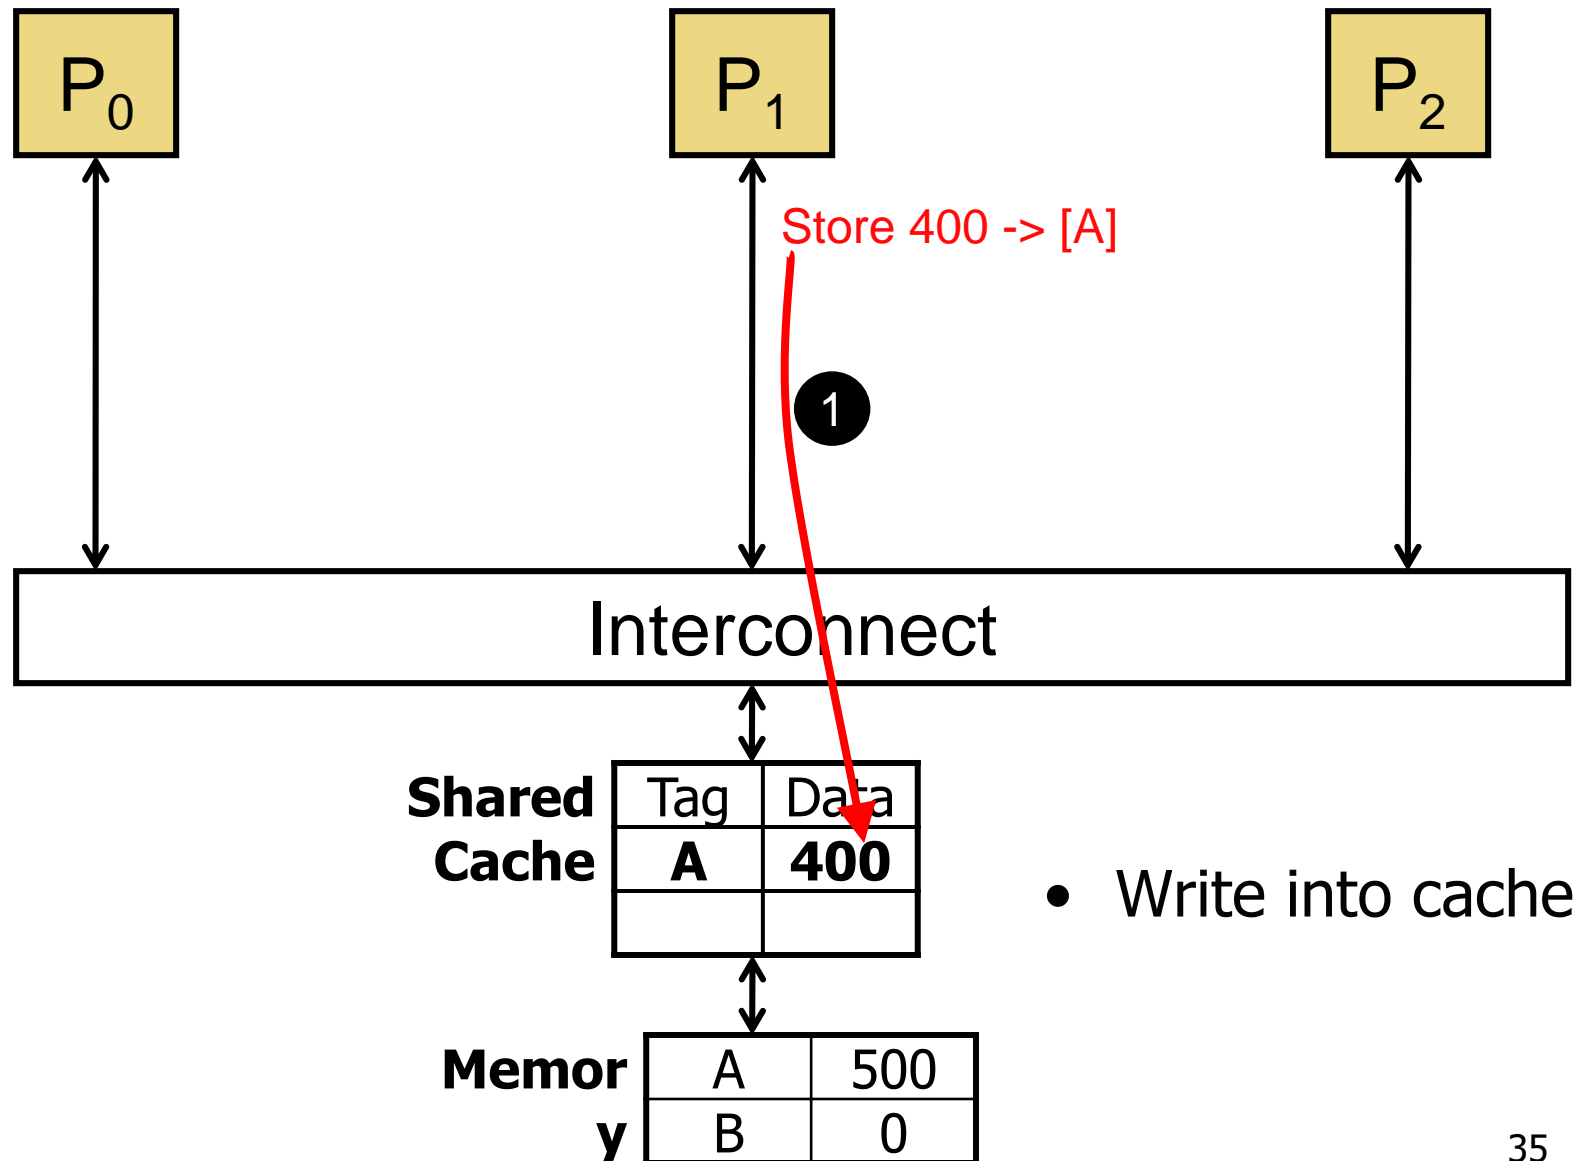 P0 P1 P2
Store 400 -> [A]
1
Interconnect
Shared Tag Data
Cache A 400
• Write into cache
Memor A 500
y B 0
35